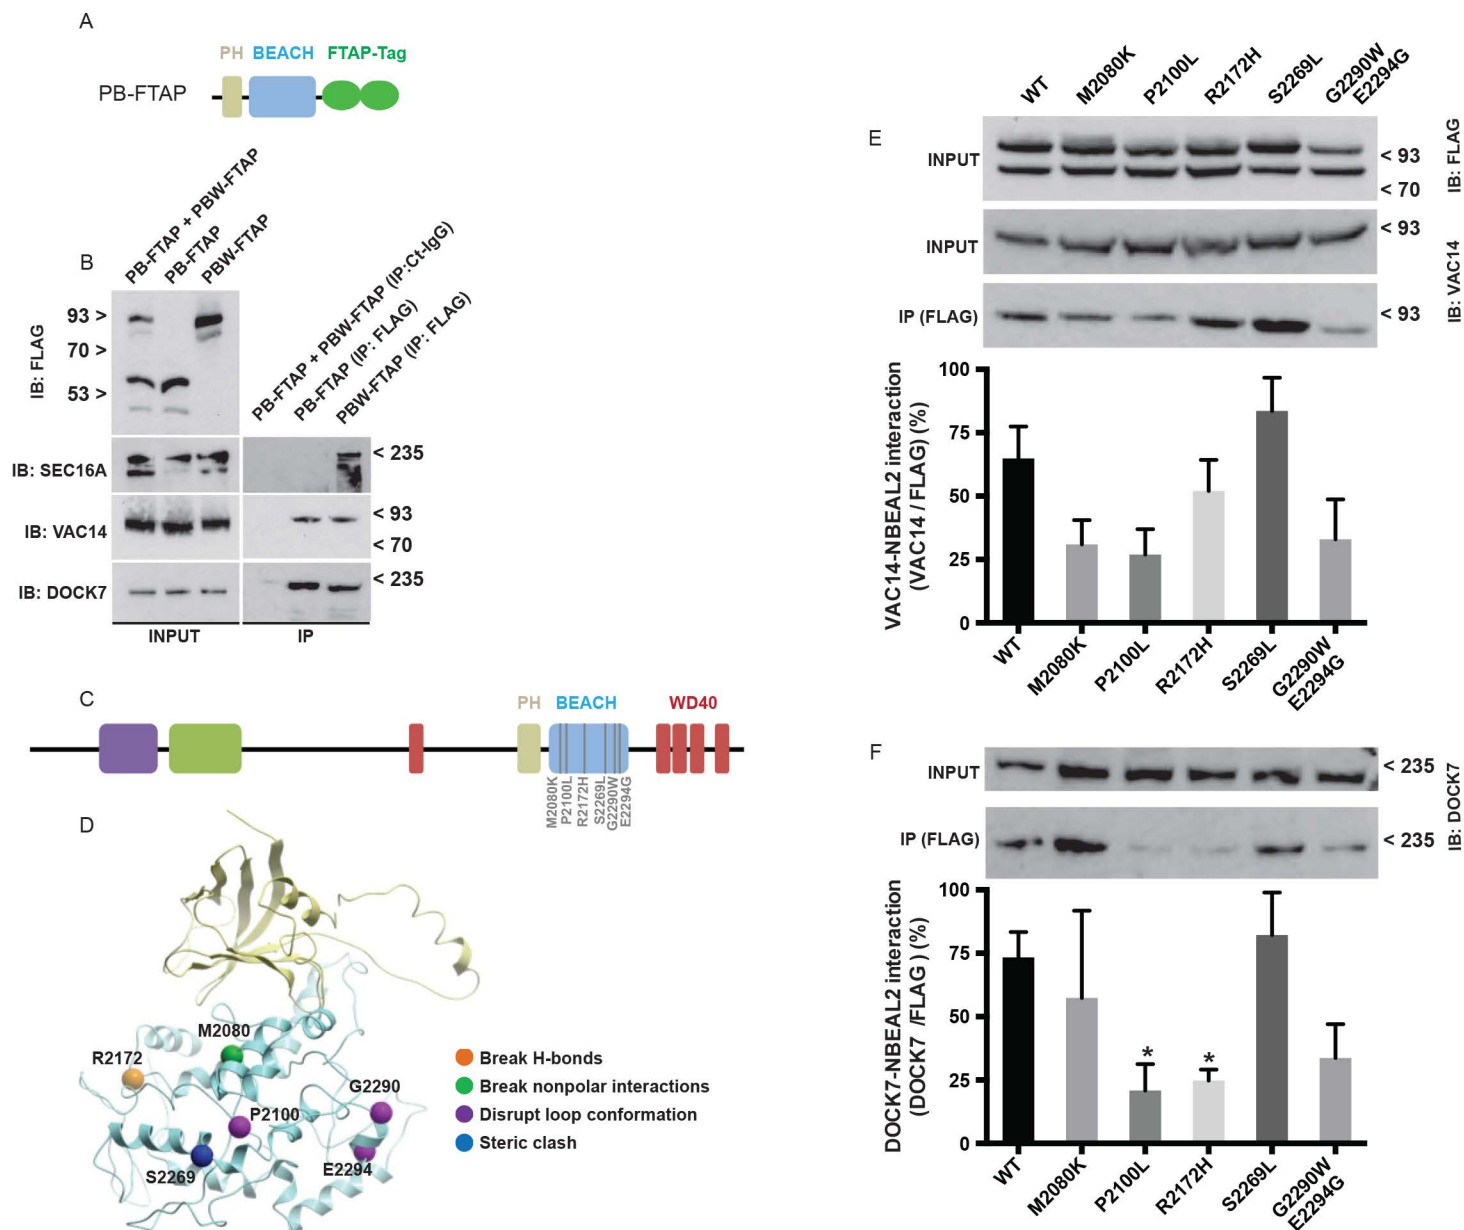 A
PH BEACH FTAP-Tag
PB-FTAP
B
PB-FTAP + PBW-FTAP
PB-FTAP
PBW-FTAP
PB-FTAP + PBW-FTAP (IP:Ct-IgG)
PB-FTAP (IP: FLAG)
PBW-FTAP (IP: FLAG)
IB: FLAG
93 >
70 >
53 >
IB: SEC16A
< 235
IB: VAC14
< 93
< 70
IB: DOCK7
< 235
INPUT IP
C
PH BEACH WD40
M2080K
P2100L
R2172H
S2269L
G2290W
E2294G
D
M2080
R2172
G2290
P2100
S2269
E2294
Break H-bonds
Break nonpolar interactions
Disrupt loop conformation
Steric clash
E
WT
M2080K
P2100L
R2172H
S2269L
G2290W
E2294G
INPUT
< 93
< 70
IB: FLAG
INPUT
< 93
IP (FLAG)
< 93
IB: VAC14
VAC14-NBEAL2 interaction
(VAC14 / FLAG) (%)
100
75
50
25
0
WT
M2080K
P2100L
R2172H
S2269L
G2290W
E2294G
F
INPUT
< 235
IP (FLAG)
< 235
IB: DOCK7
DOCK7-NBEAL2 interaction
(DOCK7 /FLAG ) (%)
100
75
50
25
0
* *
WT
M2080K
P2100L
R2172H
S2269L
G2290W
E2294G